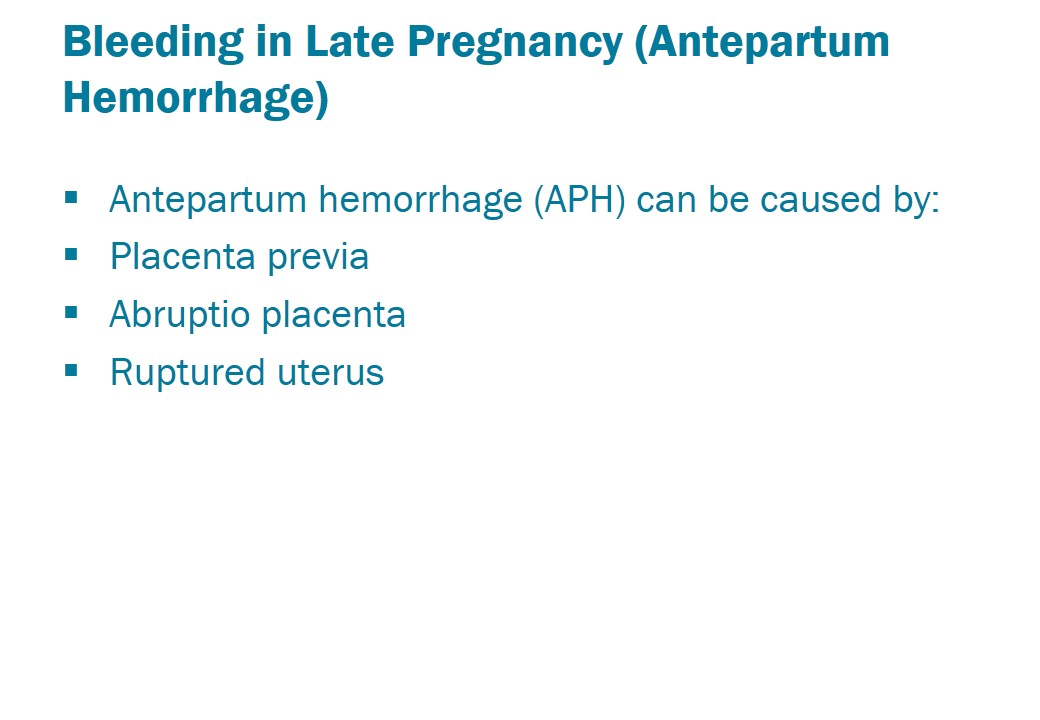 Bleeding in Late Pregnancy (Antepartum
Hemorrhage)
▪ Antepartum hemorrhage (APH) can be caused by:
▪ Placenta previa
▪ Abruptio placenta
▪ Ruptured uterus